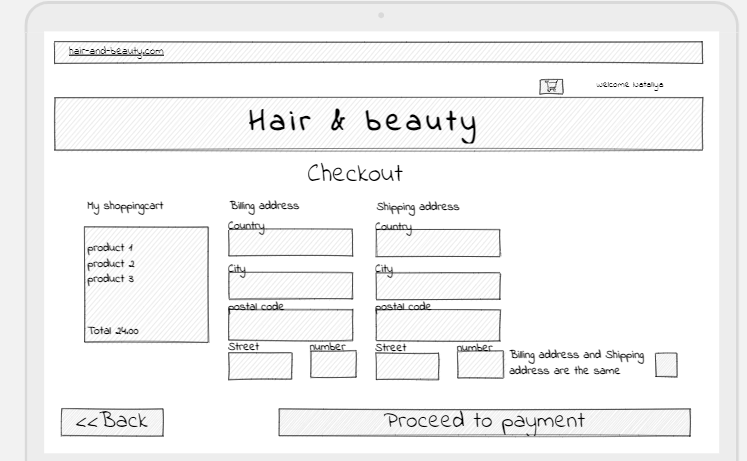 hair-and-beauty.com
welcome Nataliya
Hair & beauty
Checkout
My shoppingcart
product 1
product 2
product 3
Total 24.00
Billing address
Country
City
postal code
Street number
Shipping address
Country
City
postal code
Street number
Billing address and Shipping
address are the same
<<Back
Proceed to payment